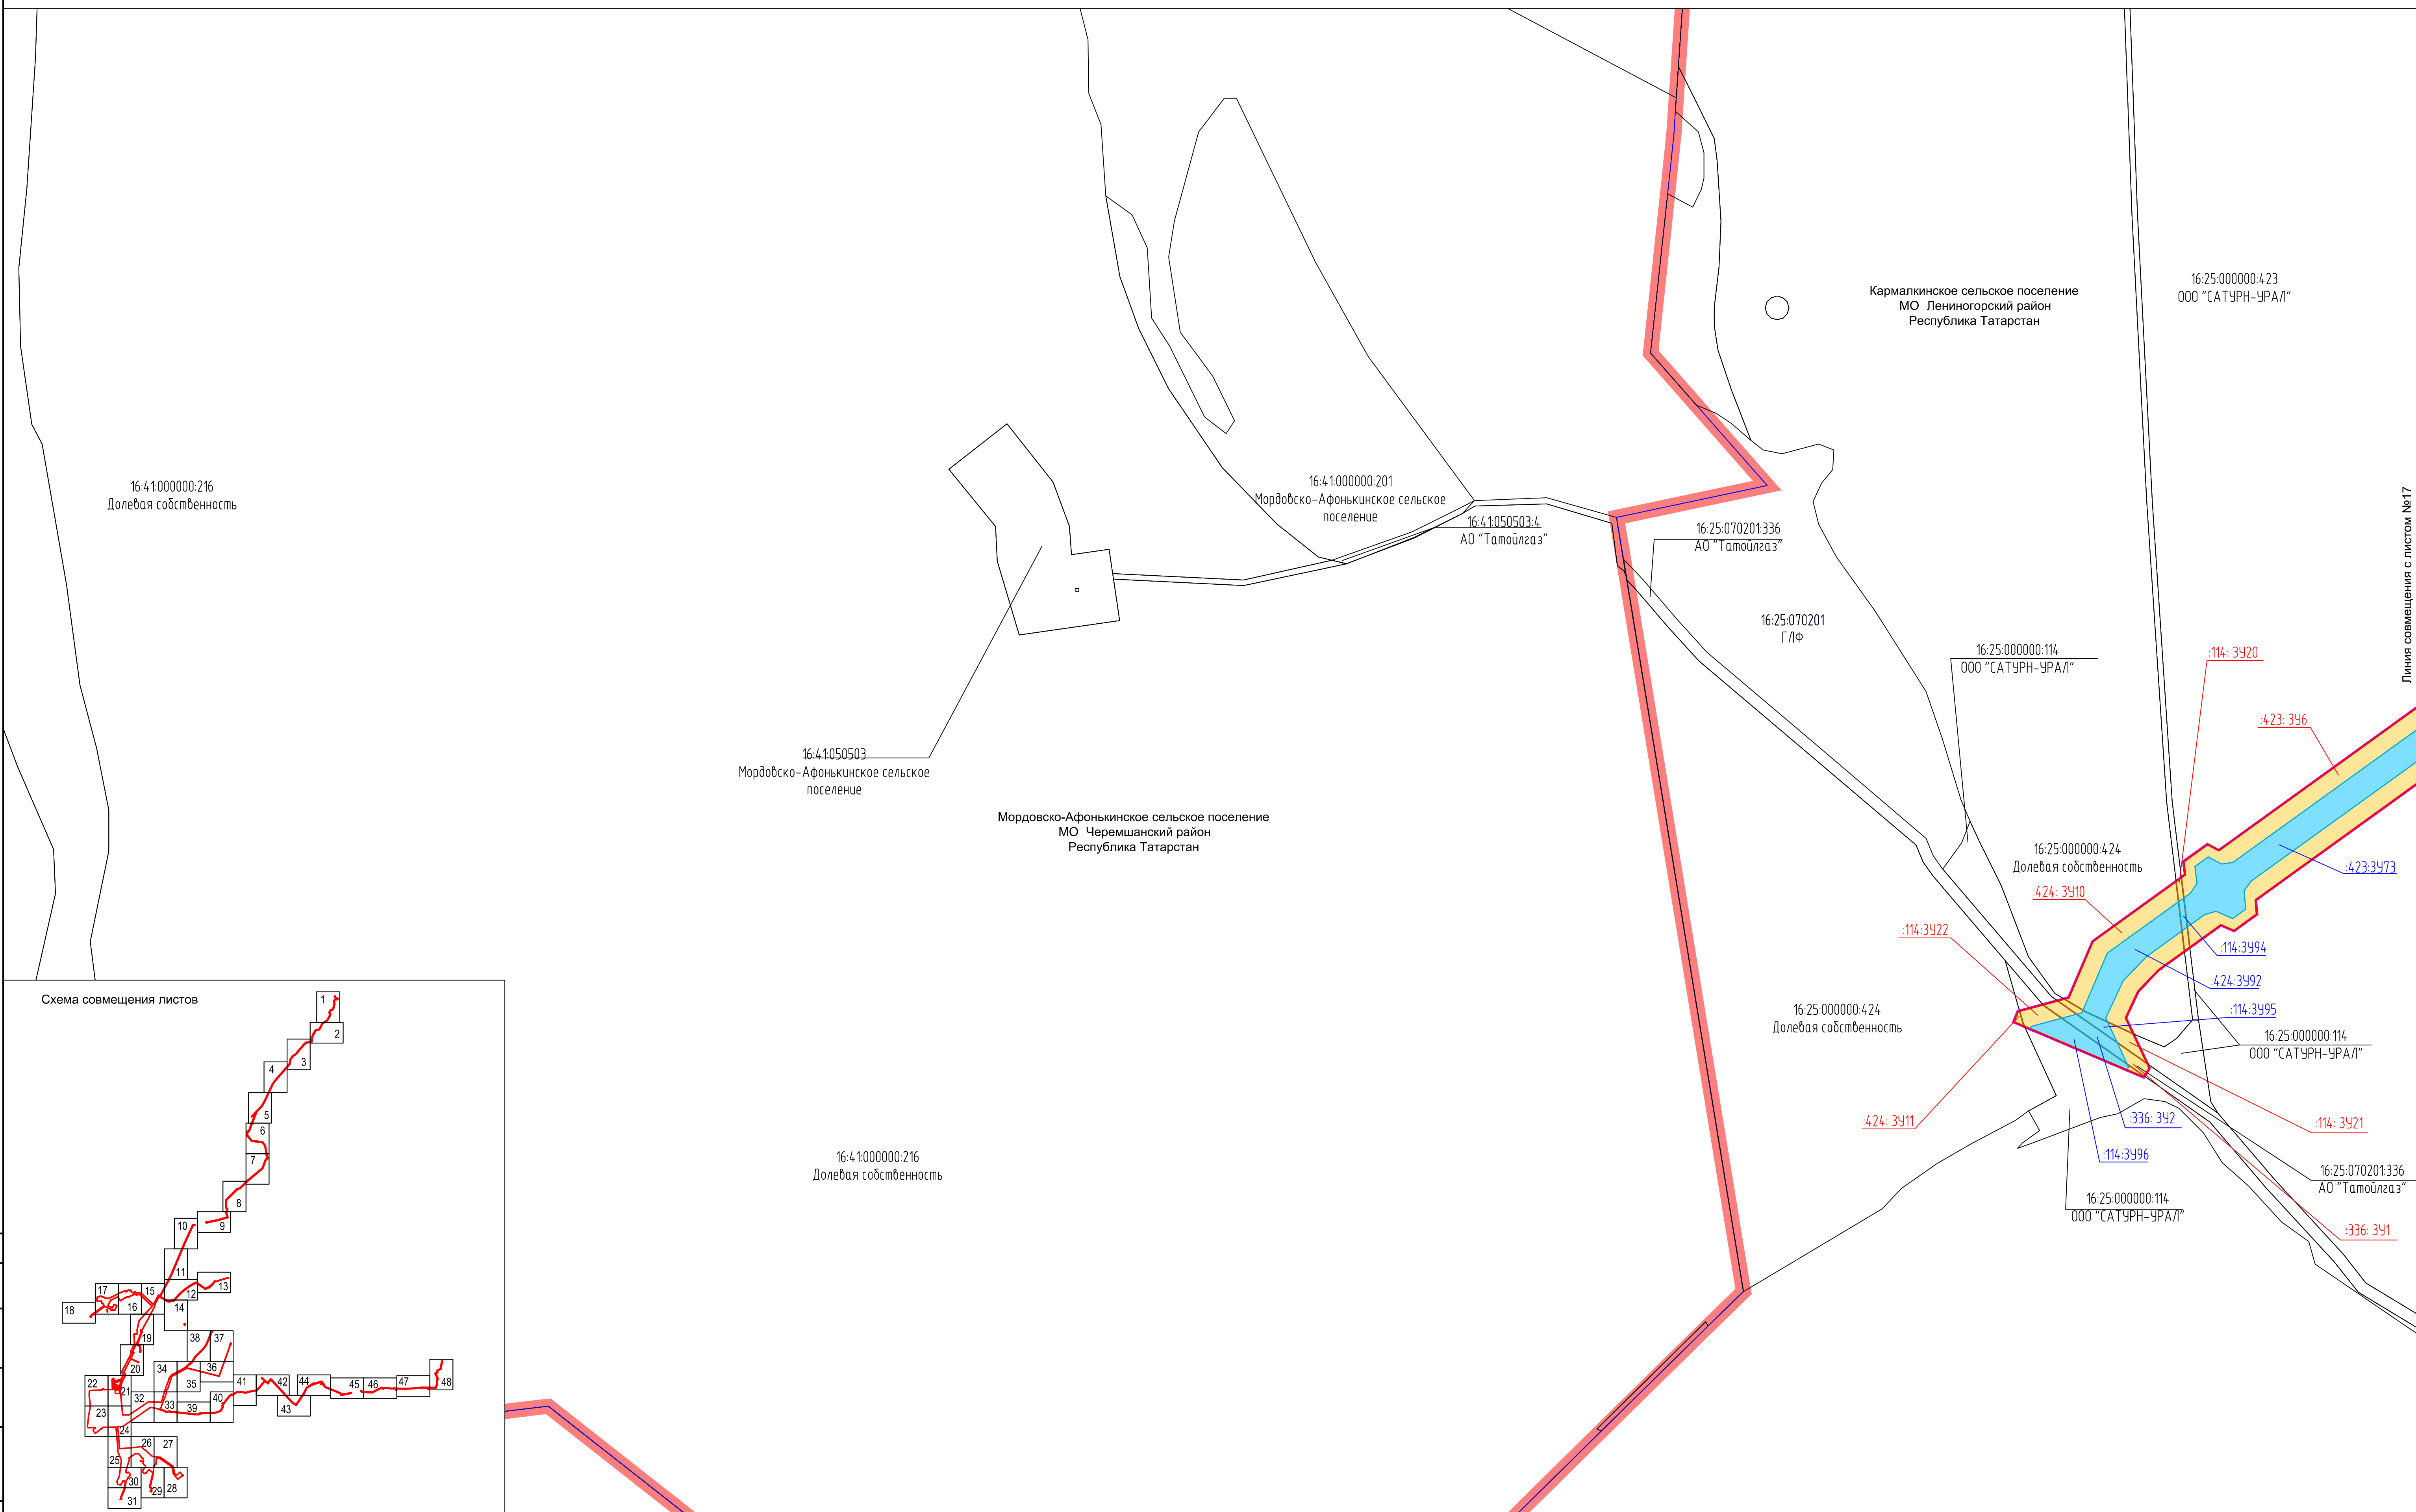 Кармалкинское сельское поселение
МО Лениногорский район
Республика Татарстан
16:25:000000:423
ООО "САТУРН-УРАЛ"
16:41:000000:216
Долевая собственность
16:41:000000:201
Мордовско-Афонькинское сельское
поселение
16:41:050503:4
АО "Татойлгаз"
16:25:070201:336
АО "Татойлгаз"
Линия совмещения с листом №17
16:25:070201
ГЛФ
16:25:000000:114
ООО "САТУРН-УРАЛ"
:114: ЗУ20
:423: ЗУ6
16:41:050503
Мордовско-Афонькинское сельское
поселение
Мордовско-Афонькинское сельское поселение
МО Черемшанский район
Республика Татарстан
16:25:000000:424
Долевая собственность
:424: ЗУ10
:423:ЗУ73
:114:ЗУ22
:114:ЗУ94
:424:ЗУ92
:114:ЗУ95
16:25:000000:424
Долевая собственность
16:25:000000:114
ООО "САТУРН-УРАЛ"
:424: ЗУ11
:336: ЗУ2
:114: ЗУ21
:114:ЗУ96
16:41:000000:216
Долевая собственность
16:25:070201:336
АО "Татойлгаз"
16:25:000000:114
ООО "САТУРН-УРАЛ"
:336: ЗУ1
Схема совмещения листов
1
2
3
4
5
6
7
8
9
10
11
12
13
14
15
16
17
18
19
20
21
22
23
24
25
26
27
28
29
30
31
32
33
34
35
36
37
38
39
40
41
42
43
44
45
46
47
48